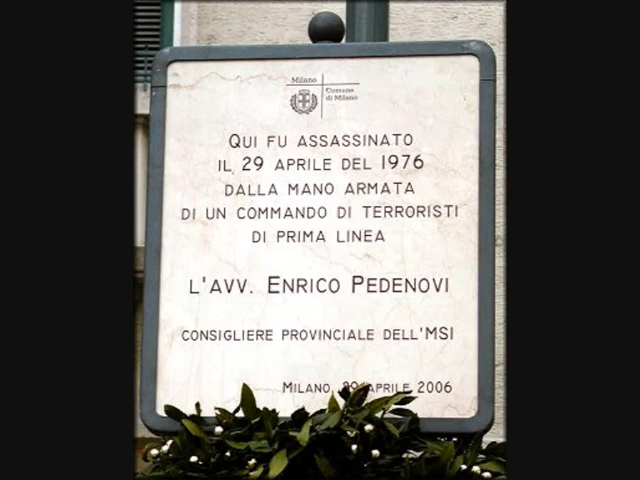 Milano
Comune
di Milano
QUI FU ASSASSINATO
IL 29 APRILE DEL 1976
DALLA MANO ARMATA
DI UN COMMANDO DI TERRORISTI
DI PRIMA LINEA
L'AVV. ENRICO PEDENOVI
CONSIGLIERE PROVINCIALE DELL'MSI
MILANO, 29 APRILE 2006